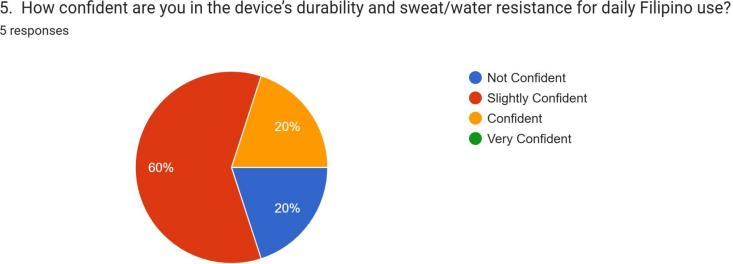 5. How confident are you in the device's durability and sweat/water resistance for daily Filipino use?
5 responses
Not Confident
Slightly Confident
Confident
Very Confident
20%
60%
20%